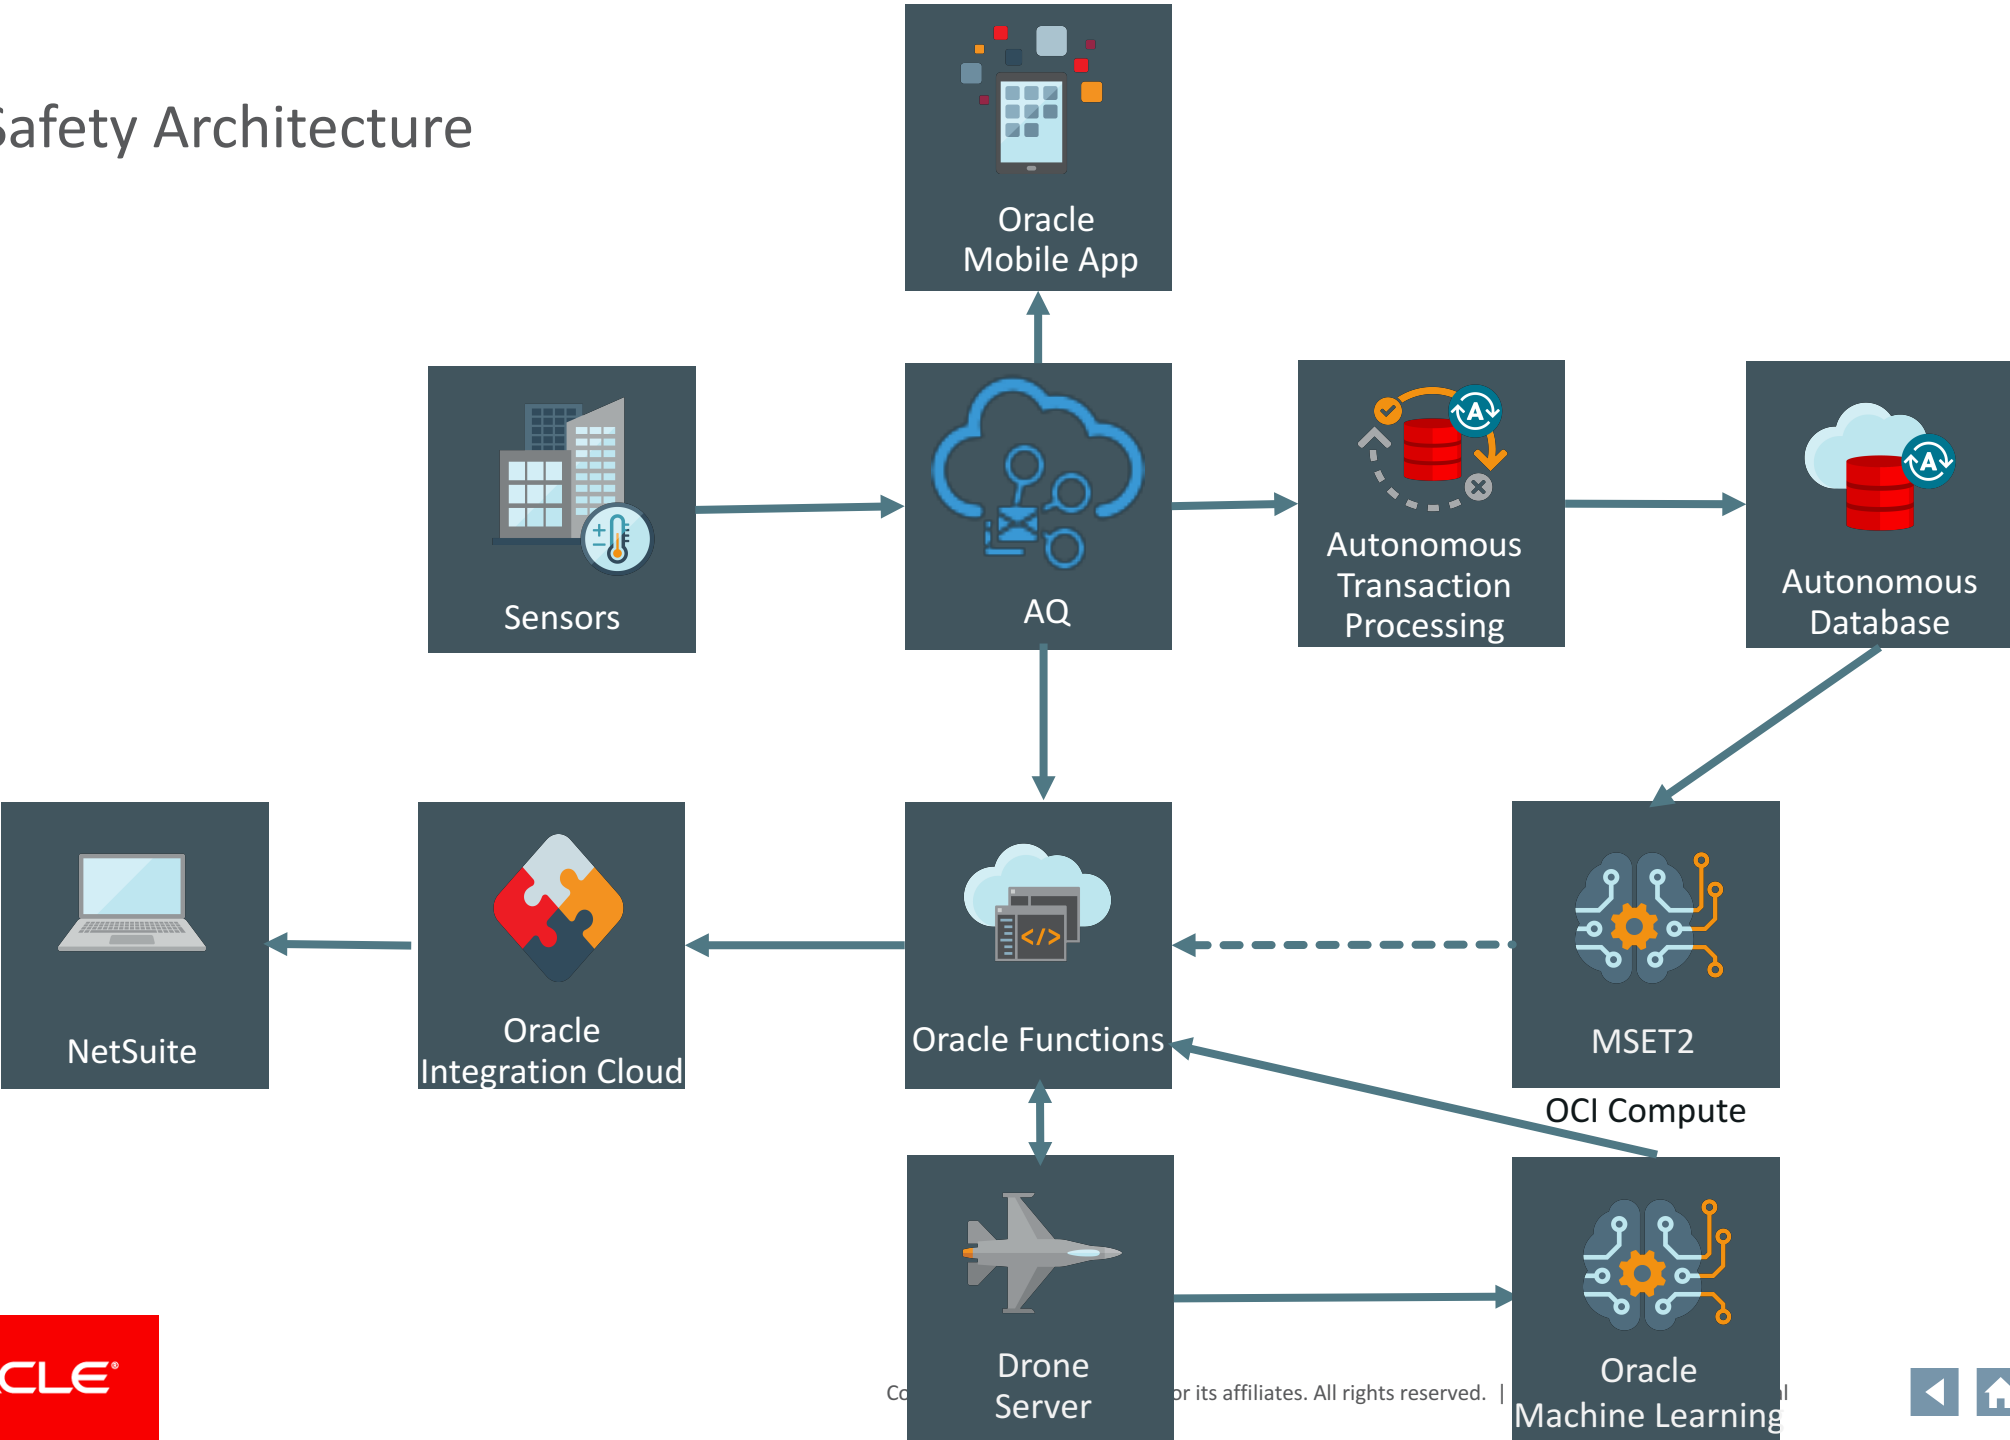 Safety Architecture
Oracle
Mobile App
Sensors
AQ
Autonomous
Transaction
Processing
Autonomous
Database
NetSuite
Oracle
Integration Cloud
Oracle Functions
</>
MSET2
OCI Compute
Drone
Server
Oracle
Machine Learning
CLE®
or its affiliates. All rights reserved. |